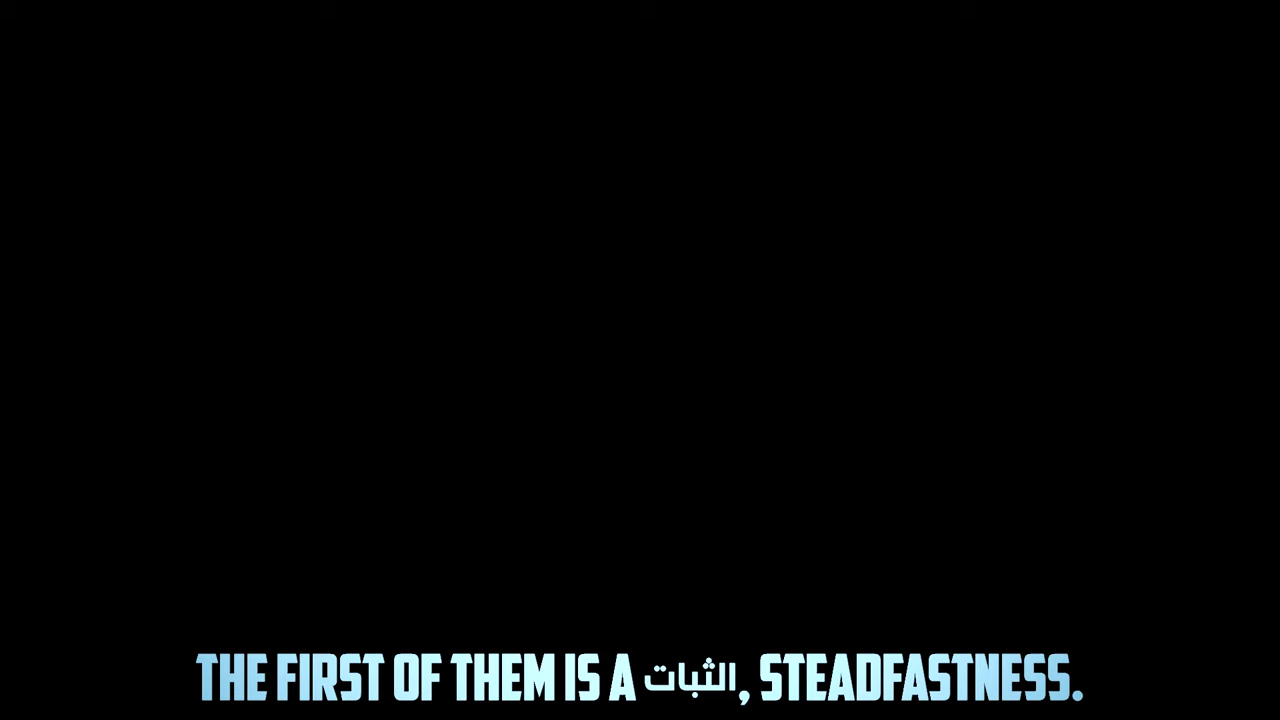 THE FIRST OF THEM IS A الثبات, STEADFASTNESS.